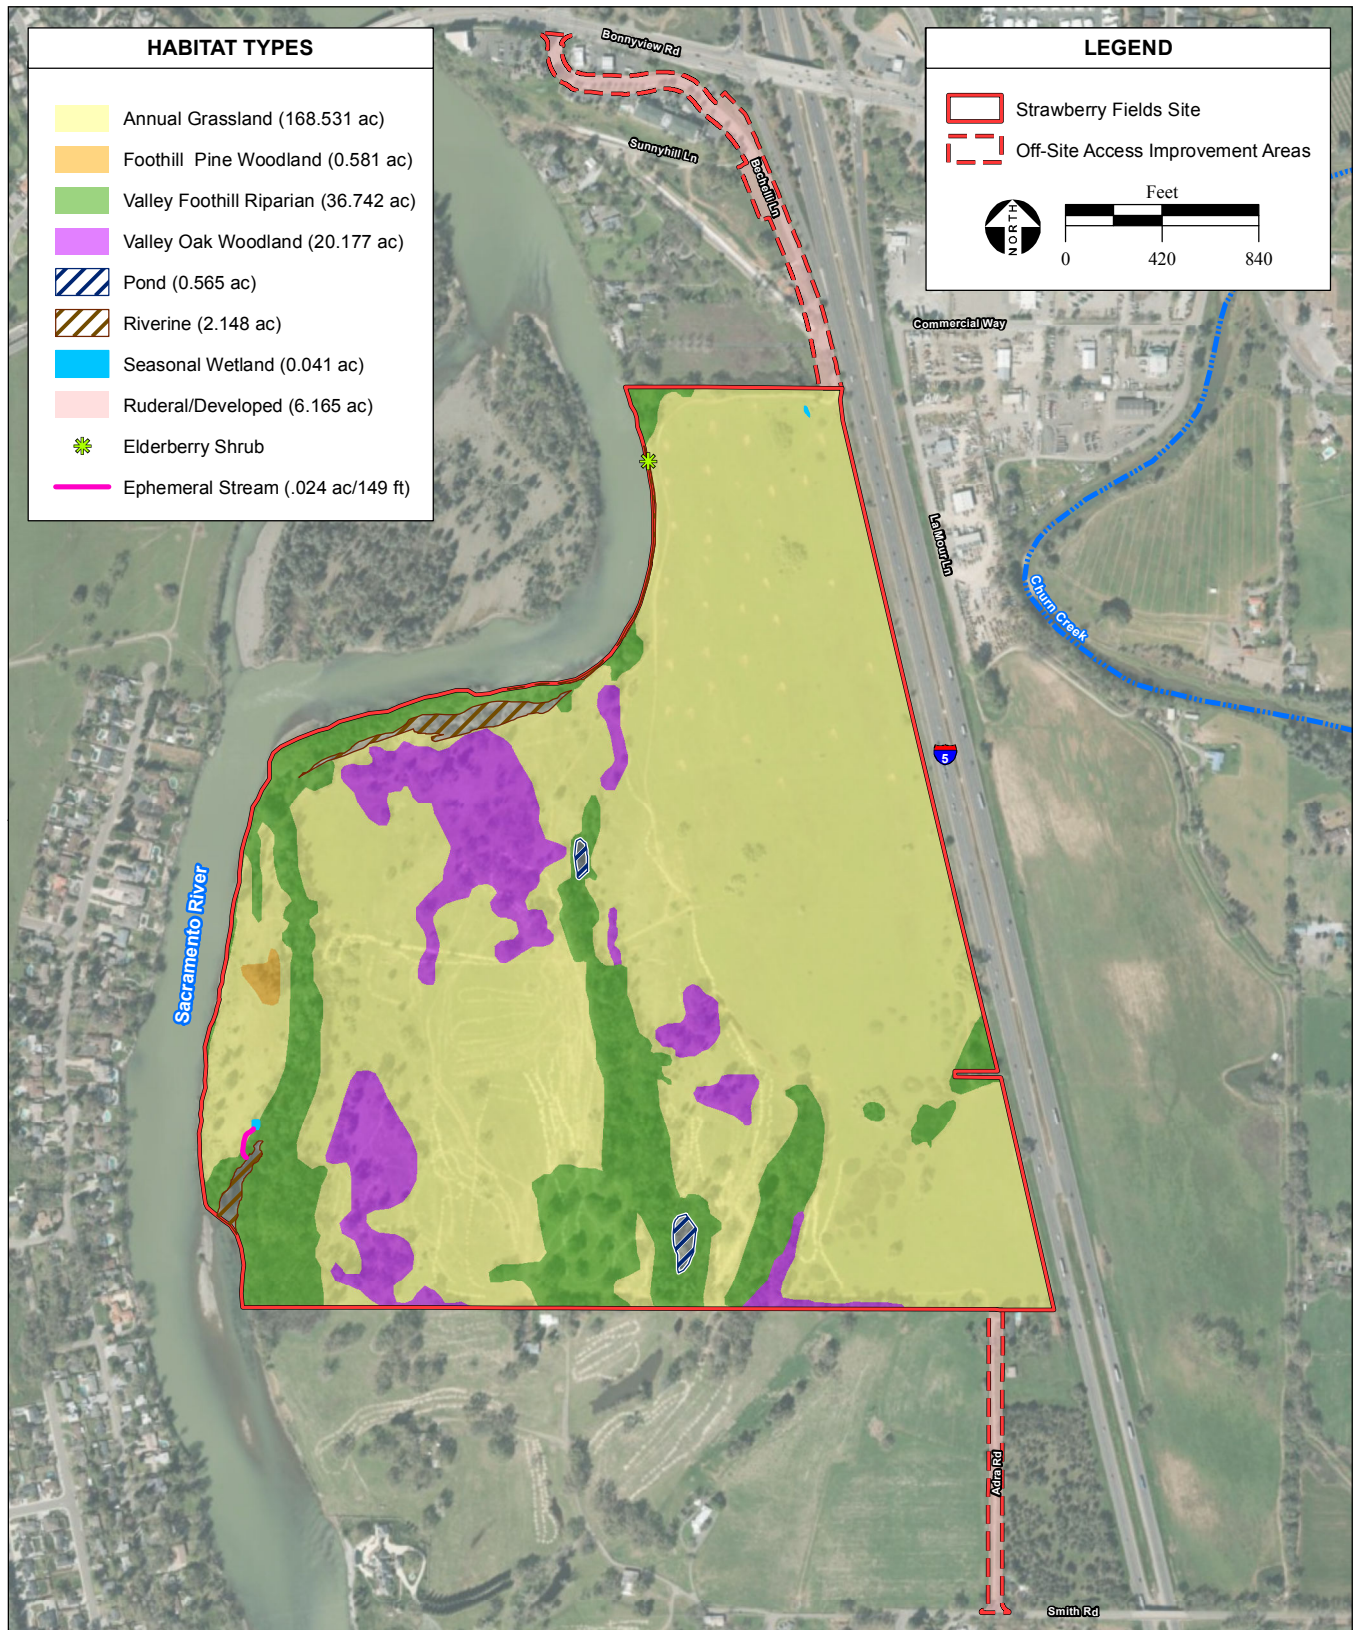 HABITAT TYPES
Annual Grassland (168.531 ac)
Foothill Pine Woodland (0.581 ac)
Valley Foothill Riparian (36.742 ac)
Valley Oak Woodland (20.177 ac)
Pond (0.565 ac)
Riverine (2.148 ac)
Seasonal Wetland (0.041 ac)
Ruderal/Developed (6.165 ac)
Elderberry Shrub
Ephemeral Stream (.024 ac/149 ft)
LEGEND
Strawberry Fields Site
Off-Site Access Improvement Areas
NORTH
Feet
0 420 840
Bonnyview Rd
Sunnyhill Ln
Bechelli Ln
Commercial Way
La Mour Ln
Churn Creek
5
Sacramento River
Adra Rd
Smith Rd